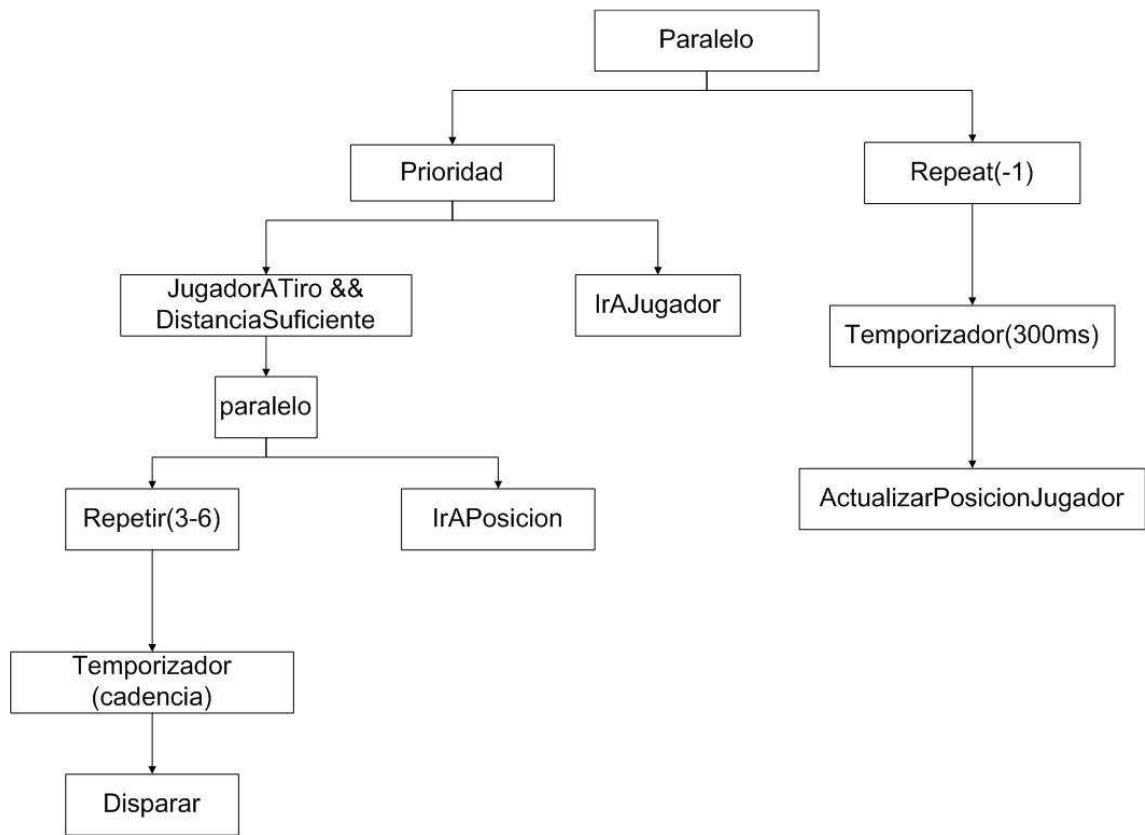 Paralelo
Prioridad
Repeat(-1)
JugadorATiro &&
DistanciaSuficiente
IrAJugador
Temporizador(300ms)
paralelo
Repetir(3-6)
IrAPosicion
ActualizarPosicionJugador
Temporizador
(cadencia)
Disparar